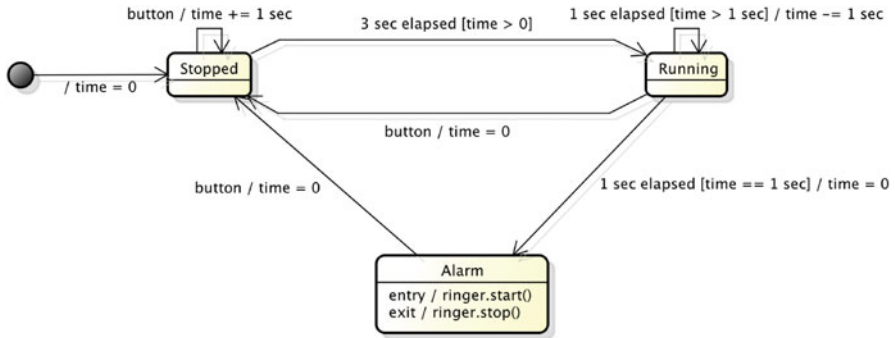 button / time += 1 sec
3 sec elapsed [time > 0]
1 sec elapsed [time > 1 sec] / time -= 1 sec
Stopped
Running
/ time = 0
button / time = 0
button / time = 0
1 sec elapsed [time == 1 sec] / time = 0
Alarm
entry / ringer.start()
exit / ringer.stop()